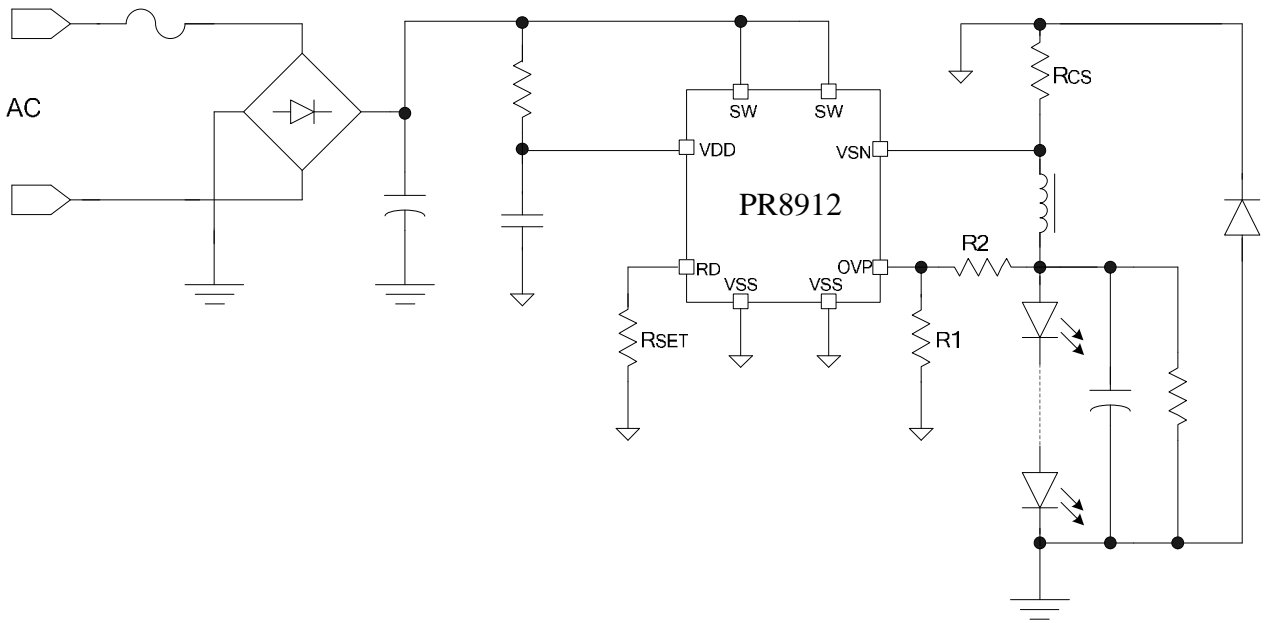 AC
SW
SW
RCS
VDD
VSN
PR8912
R2
RD
OVP
VSS
VSS
RSET
R1